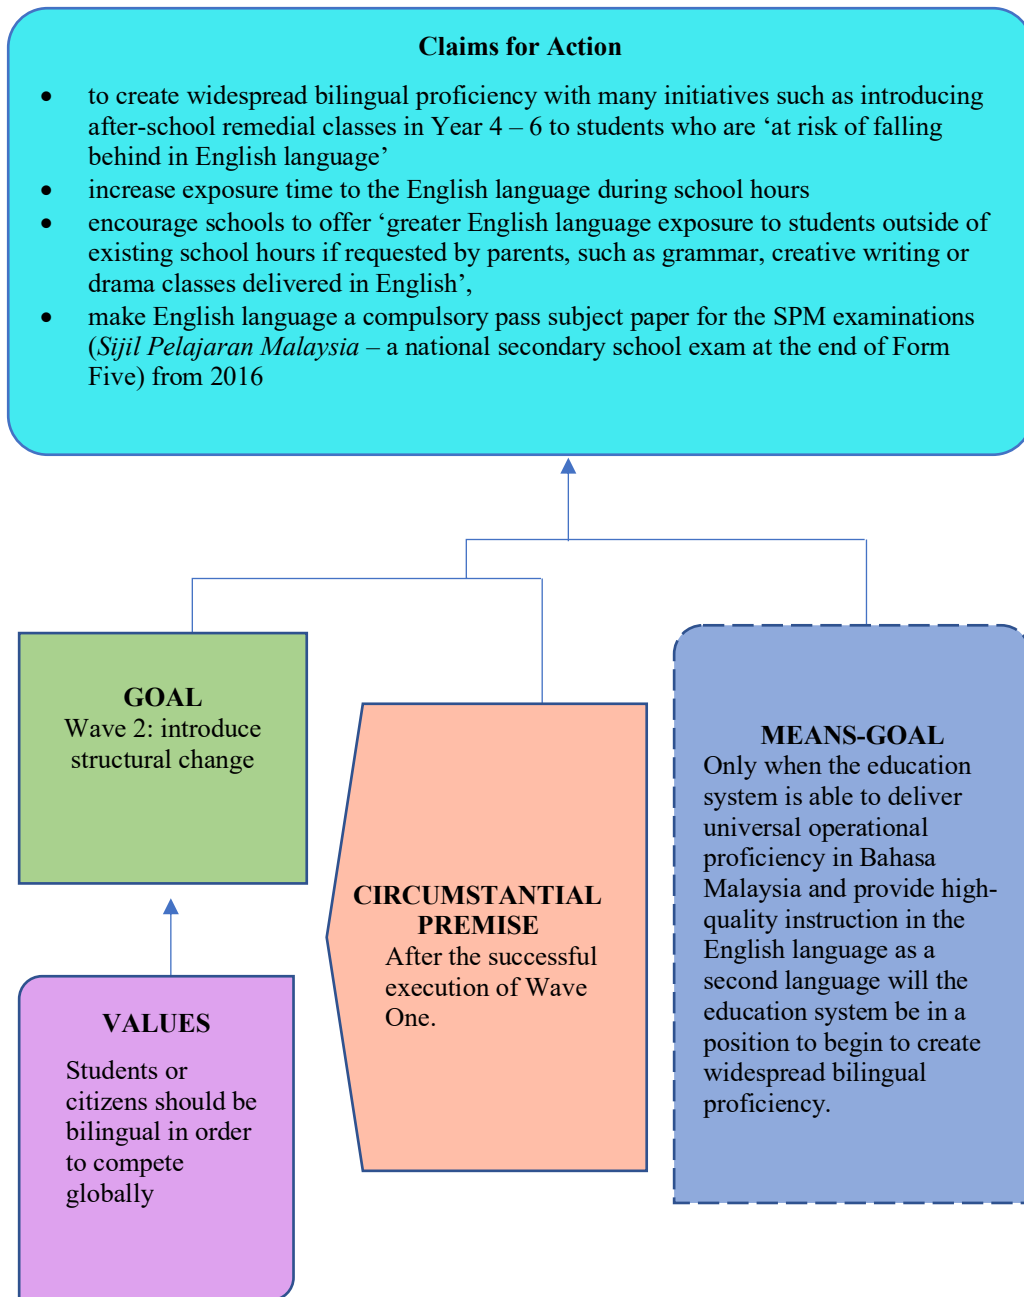 Claims for Action
• to create widespread bilingual proficiency with many initiatives such as introducing
after-school remedial classes in Year 4 – 6 to students who are ‘at risk of falling
behind in English language’
• increase exposure time to the English language during school hours
• encourage schools to offer ‘greater English language exposure to students outside of
existing school hours if requested by parents, such as grammar, creative writing or
drama classes delivered in English’,
• make English language a compulsory pass subject paper for the SPM examinations
(Sijil Pelajaran Malaysia – a national secondary school exam at the end of Form
Five) from 2016
GOAL
Wave 2: introduce
structural change
VALUES
Students or
citizens should be
bilingual in order
to compete
globally
CIRCUMSTANTIAL
PREMISE
After the successful
execution of Wave
One.
MEANS-GOAL
Only when the education
system is able to deliver
universal operational
proficiency in Bahasa
Malaysia and provide high-
quality instruction in the
English language as a
second language will the
education system be in a
position to begin to create
widespread bilingual
proficiency.